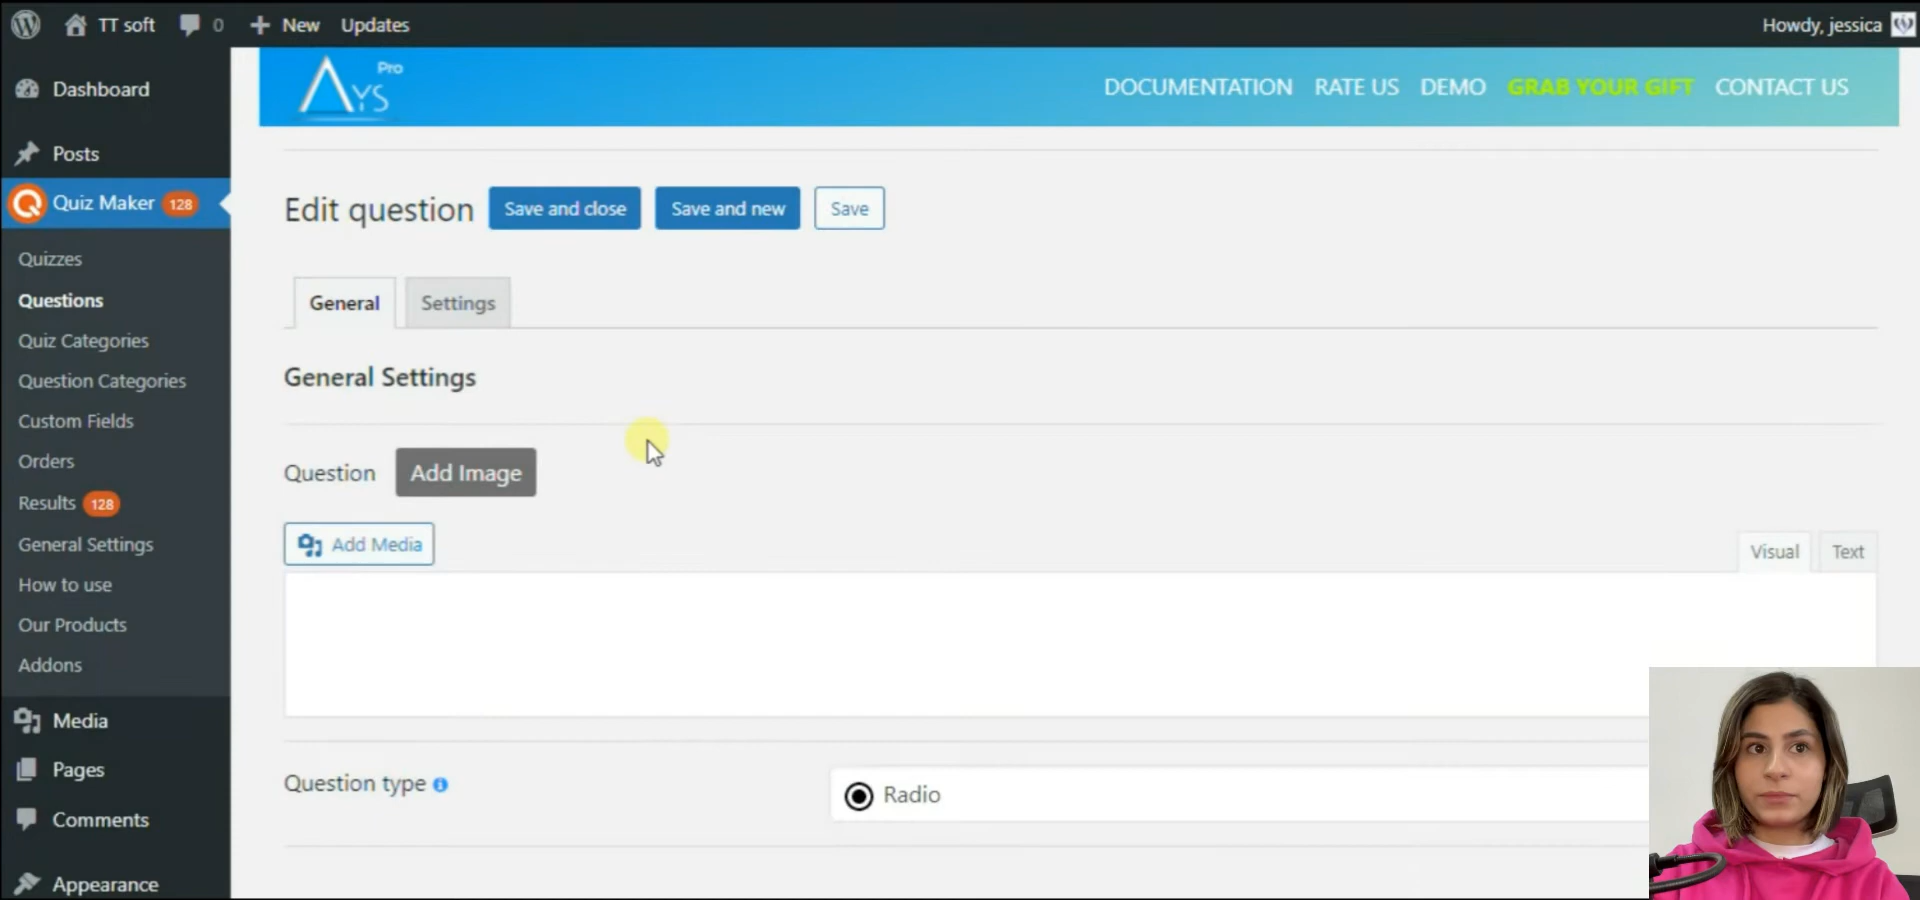 TT soft 0 New Updates Howdy, jessica
Dashboard
Posts
Quiz Maker 128
Quizzes
Questions
Quiz Categories
Question Categories
Custom Fields
Orders
Results 128
General Settings
How to use
Our Products
Addons
Media
Pages
Comments
Appearance
AYS Pro
DOCUMENTATION RATE US DEMO GRAB YOUR GIFT CONTACT US
Edit question Save and close Save and new Save
General Settings
General Settings
Question Add Image
Add Media Visual Text
Question type Radio